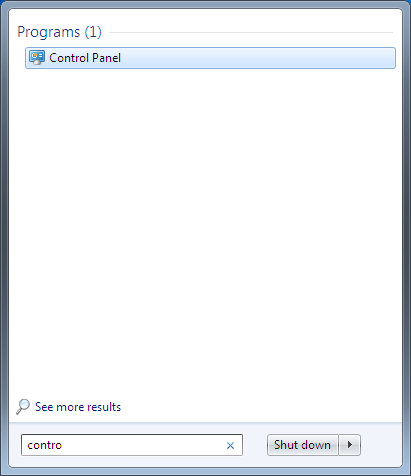 Programs (1)
Control Panel
See more results
contro
Shut down